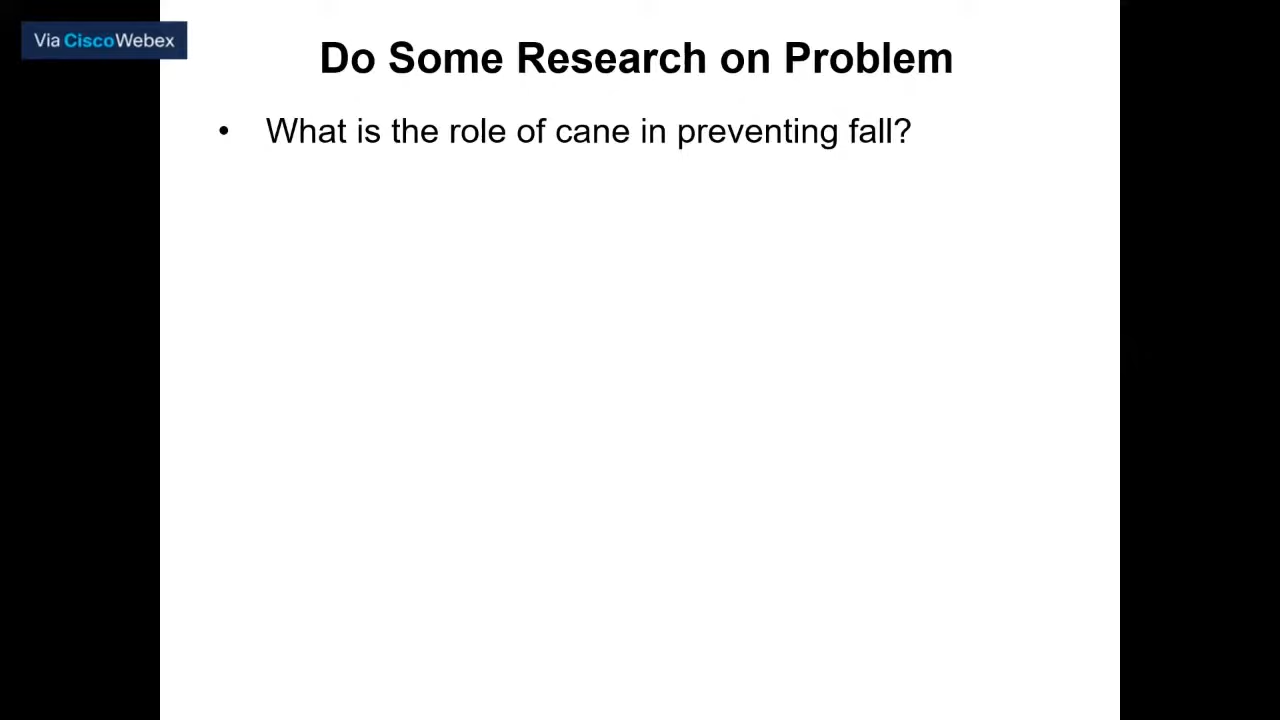 Via CiscoWebex
Do Some Research on Problem
• What is the role of cane in preventing fall?